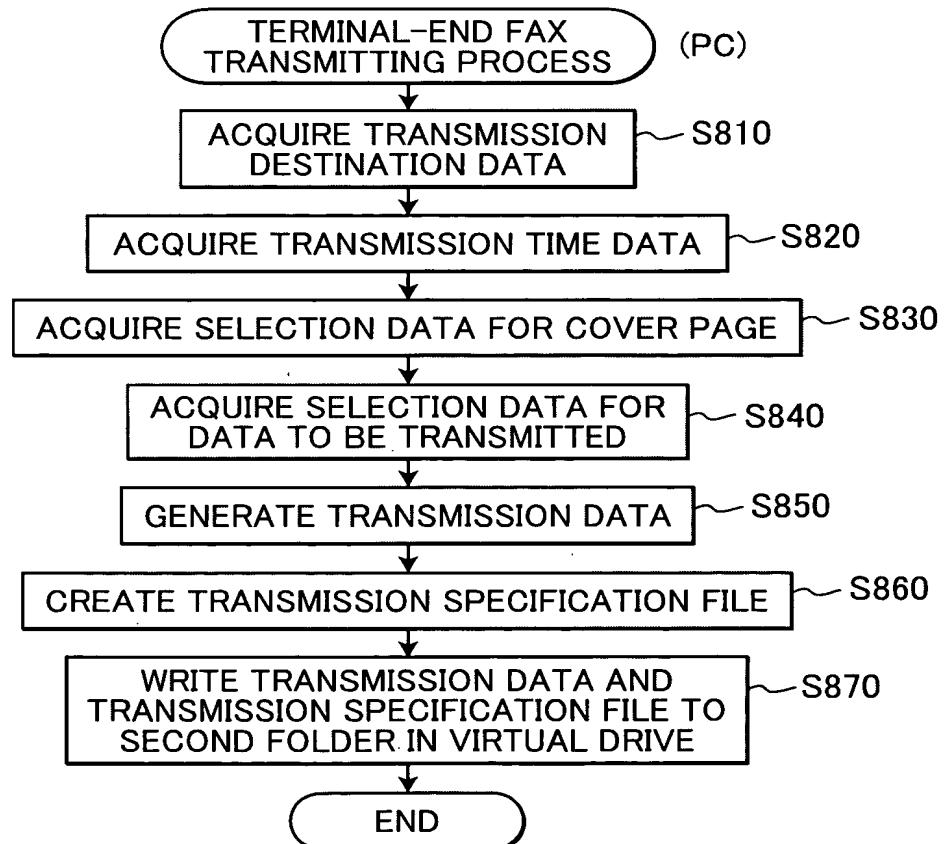 TERMINAL-END FAX
TRANSMITTING PROCESS
(PC)
ACQUIRE TRANSMISSION
DESTINATION DATA
S810
ACQUIRE TRANSMISSION TIME DATA
S820
ACQUIRE SELECTION DATA FOR COVER PAGE
S830
ACQUIRE SELECTION DATA FOR
DATA TO BE TRANSMITTED
S840
GENERATE TRANSMISSION DATA
S850
CREATE TRANSMISSION SPECIFICATION FILE
S860
WRITE TRANSMISSION DATA AND
TRANSMISSION SPECIFICATION FILE TO
SECOND FOLDER IN VIRTUAL DRIVE
S870
END